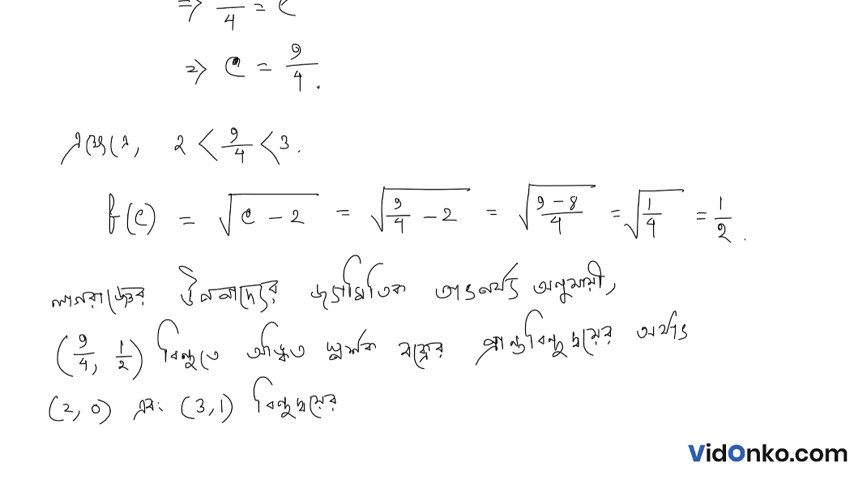 => 9/4 = c
=> c = 9/4.
এখানে, 2 < 9/4 < 3.
f(c) = √(c - 2) = √(9/4 - 2) = √((9-8)/4) = √(1/4) = 1/2.
লাগরাঞ্জের উপপাদ্যের জ্যামিতিক তাৎপর্য অনুযায়ী,
(9/4, 1/2) বিন্দুতে অঙ্কিত স্পর্শক বক্রের প্রান্তবিন্দুদ্বয়ের অর্থাৎ
(2, 0) এবং (3, 1) বিন্দুদ্বয়ের
VidOnko.com